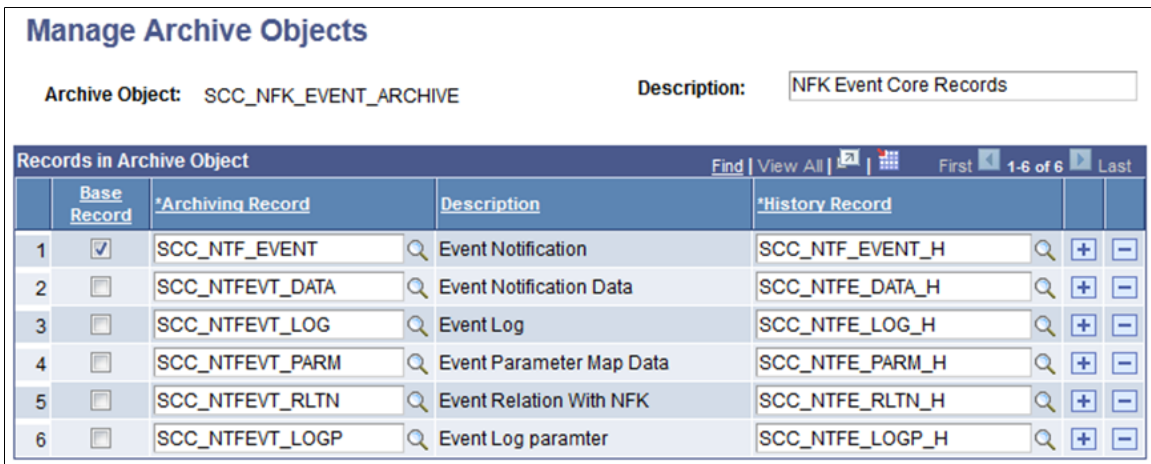 Manage Archive Objects
Archive Object: SCC_NFK_EVENT_ARCHIVE Description: NFK Event Core Records
Records in Archive Object Find | View All | | First 1-6 of 6 Last
Base Record *Archiving Record Description *History Record
1 SCC_NTF_EVENT Event Notification SCC_NTF_EVENT_H
2 SCC_NTFEVT_DATA Event Notification Data SCC_NTFE_DATA_H
3 SCC_NTFEVT_LOG Event Log SCC_NTFE_LOG_H
4 SCC_NTFEVT_PARM Event Parameter Map Data SCC_NTFE_PARM_H
5 SCC_NTFEVT_RLTN Event Relation With NFK SCC_NTFE_RLTN_H
6 SCC_NTFEVT_LOGP Event Log paramter SCC_NTFE_LOGP_H